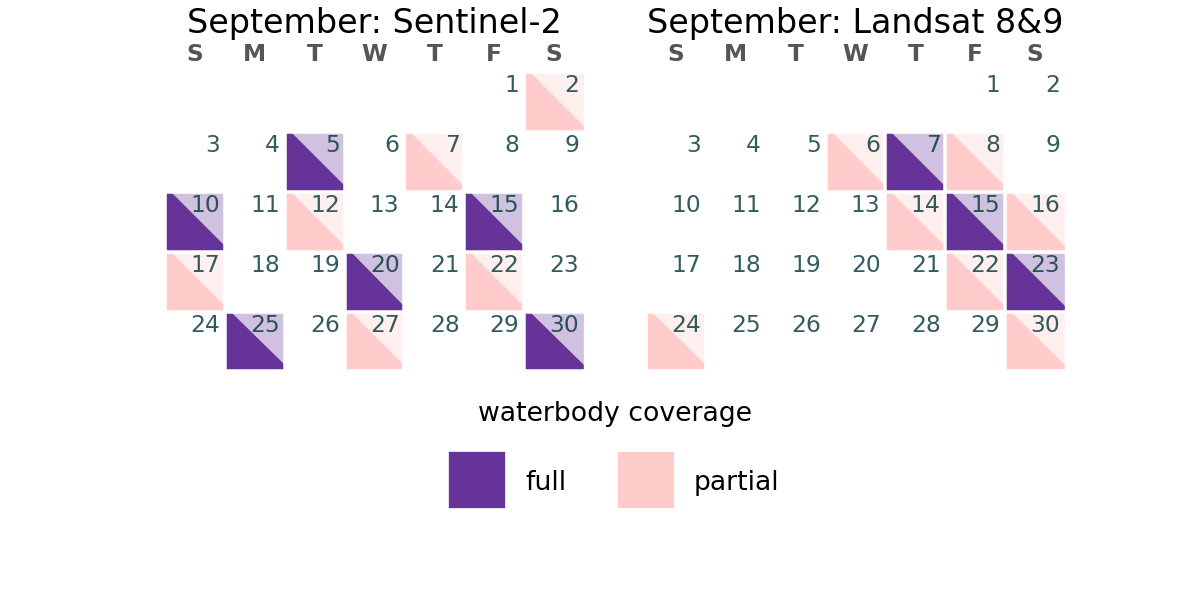 September: Sentinel-2
S M T W T F S
1 2
3 4 5 6 7 8 9
10 11 12 13 14 15 16
17 18 19 20 21 22 23
24 25 26 27 28 29 30
September: Landsat 8&9
S M T W T F S
1 2
3 4 5 6 7 8 9
10 11 12 13 14 15 16
17 18 19 20 21 22 23
24 25 26 27 28 29 30
waterbody coverage
full partial